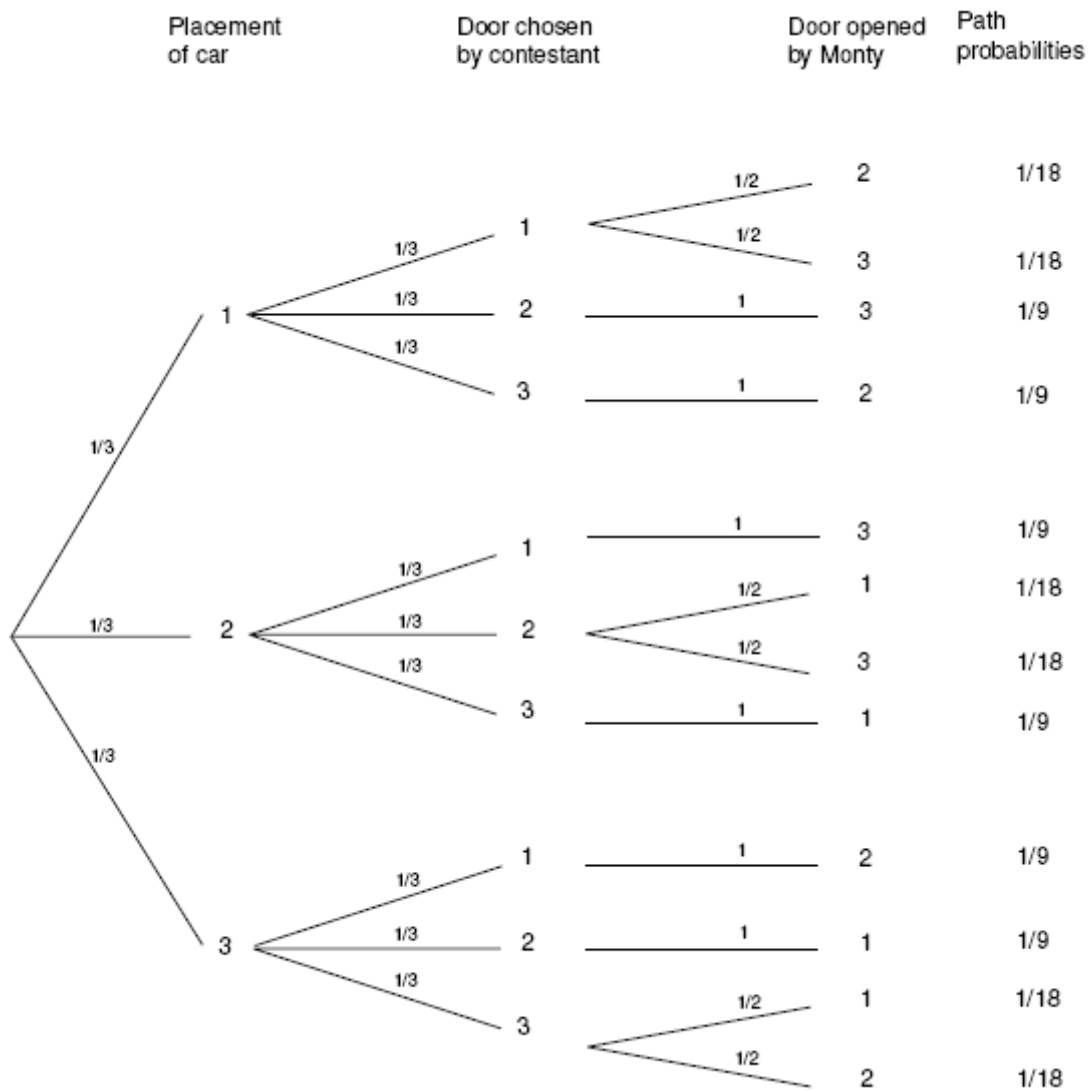 Placement of car
Door chosen by contestant
Door opened by Monty
Path probabilities
1/2 2 1/18
1
1/3
1/2 3 1/18
1/3 2 1 3 1/9
1
1/3
3 1 2 1/9
1/3
1 3 1/9
1
1/3
1/2 1 1/18
1/3 2 1/3 2
1/2 3 1/18
1/3
3 1 1 1/9
1/3
1 1 2 1/9
1/3
3 1/3 2 1 1 1/9
1/3
3
1/2 1 1/18
1/2 2 1/18